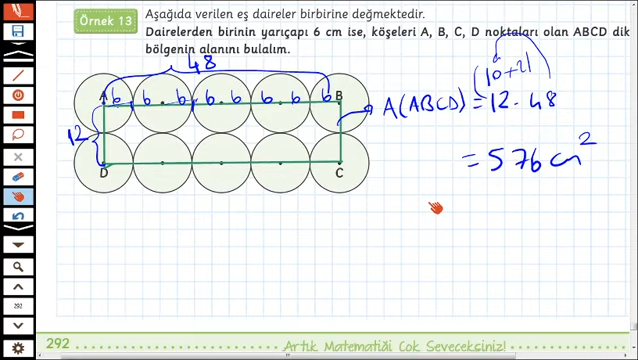 Örnek 13 Aşağıda verilen eş daireler birbirine değmektedir.
Dairelerden birinin yarıçapı 6 cm ise, köşeleri A, B, C, D noktaları olan ABCD dik
bölgenin alanını bulalım.
48
(10+2)
A 6 6 6 6 6 6 6 6 B
A(ABCD) = 12 . 48
12
= 576 cm²
D C
292
292 Artık Matematiği Çok Seveceksiniz!